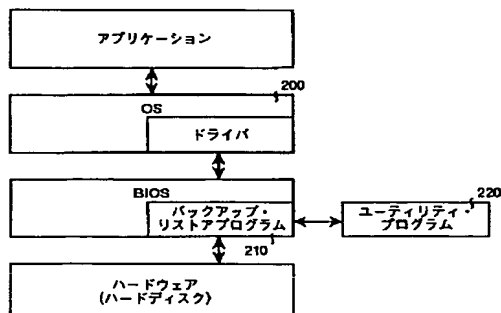 アプリケーション
200
OS
ドライバ
BIOS
バックアップ・
リストアプログラム
210
220
ユーティリティ・
プログラム
ハードウェア
(ハードディスク)